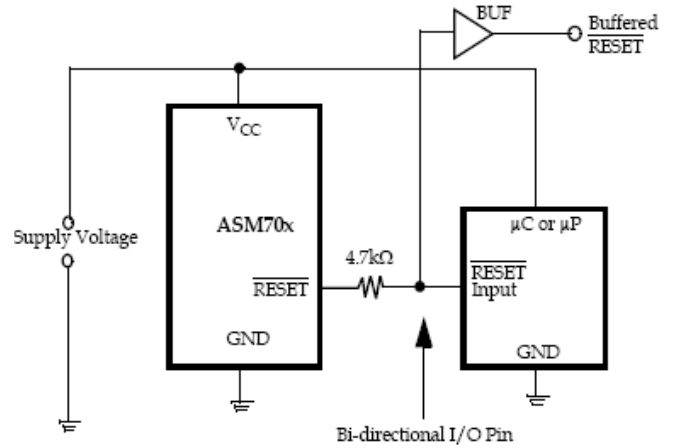 BUF
Buffered
RESET
VCC
ASM70x
µC or µP
Supply Voltage
4.7kΩ
RESET
RESET
Input
GND
GND
Bi-directional I/O Pin